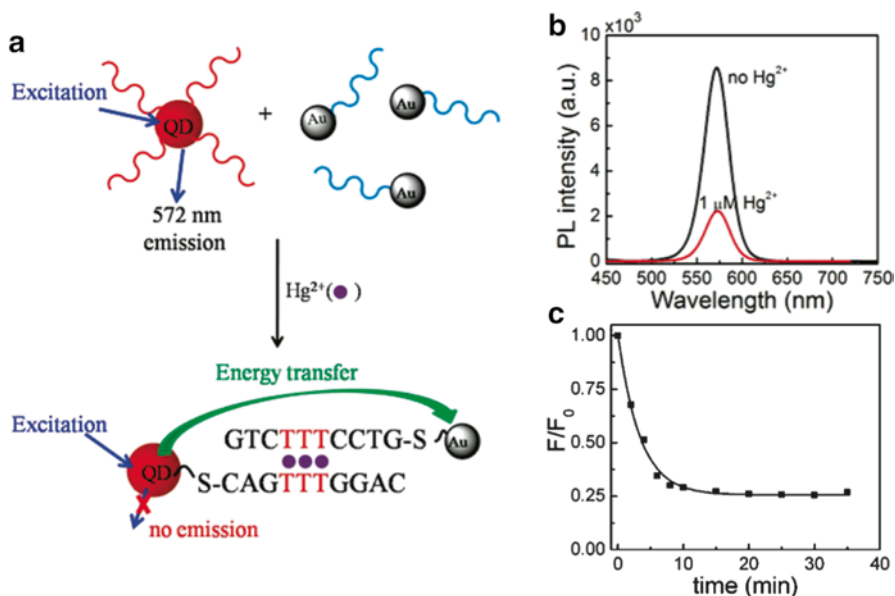 a
Excitation
QD
+
Au
Au
Au
572 nm
emission
Hg²⁺(●)
Energy transfer
Excitation
QD
GTCTTTCCTG-S
Au
S-CAGTTTGGAC
no emission
b
×10³
10
8
6
4
2
0
PL intensity (a.u.)
no Hg²⁺
1 μM Hg²⁺
450 500 550 600 650 700 750
Wavelength (nm)
c
1.00
0.75
0.50
0.25
0.00
F/F₀
0 10 20 30 40
time (min)